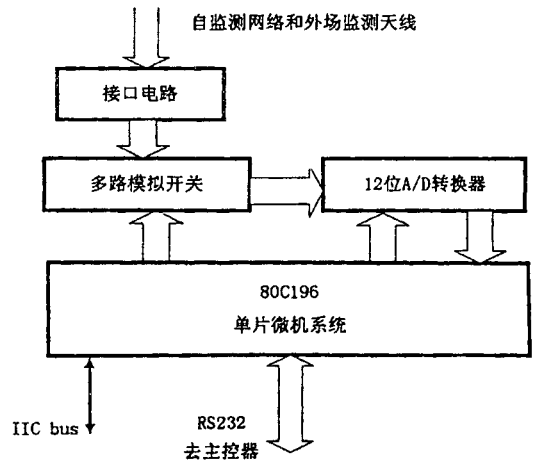 自监测网络和外场监测天线
接口电路
多路模拟开关
12位A/D转换器
80C196
单片微机系统
IIC bus
RS232
去主控器